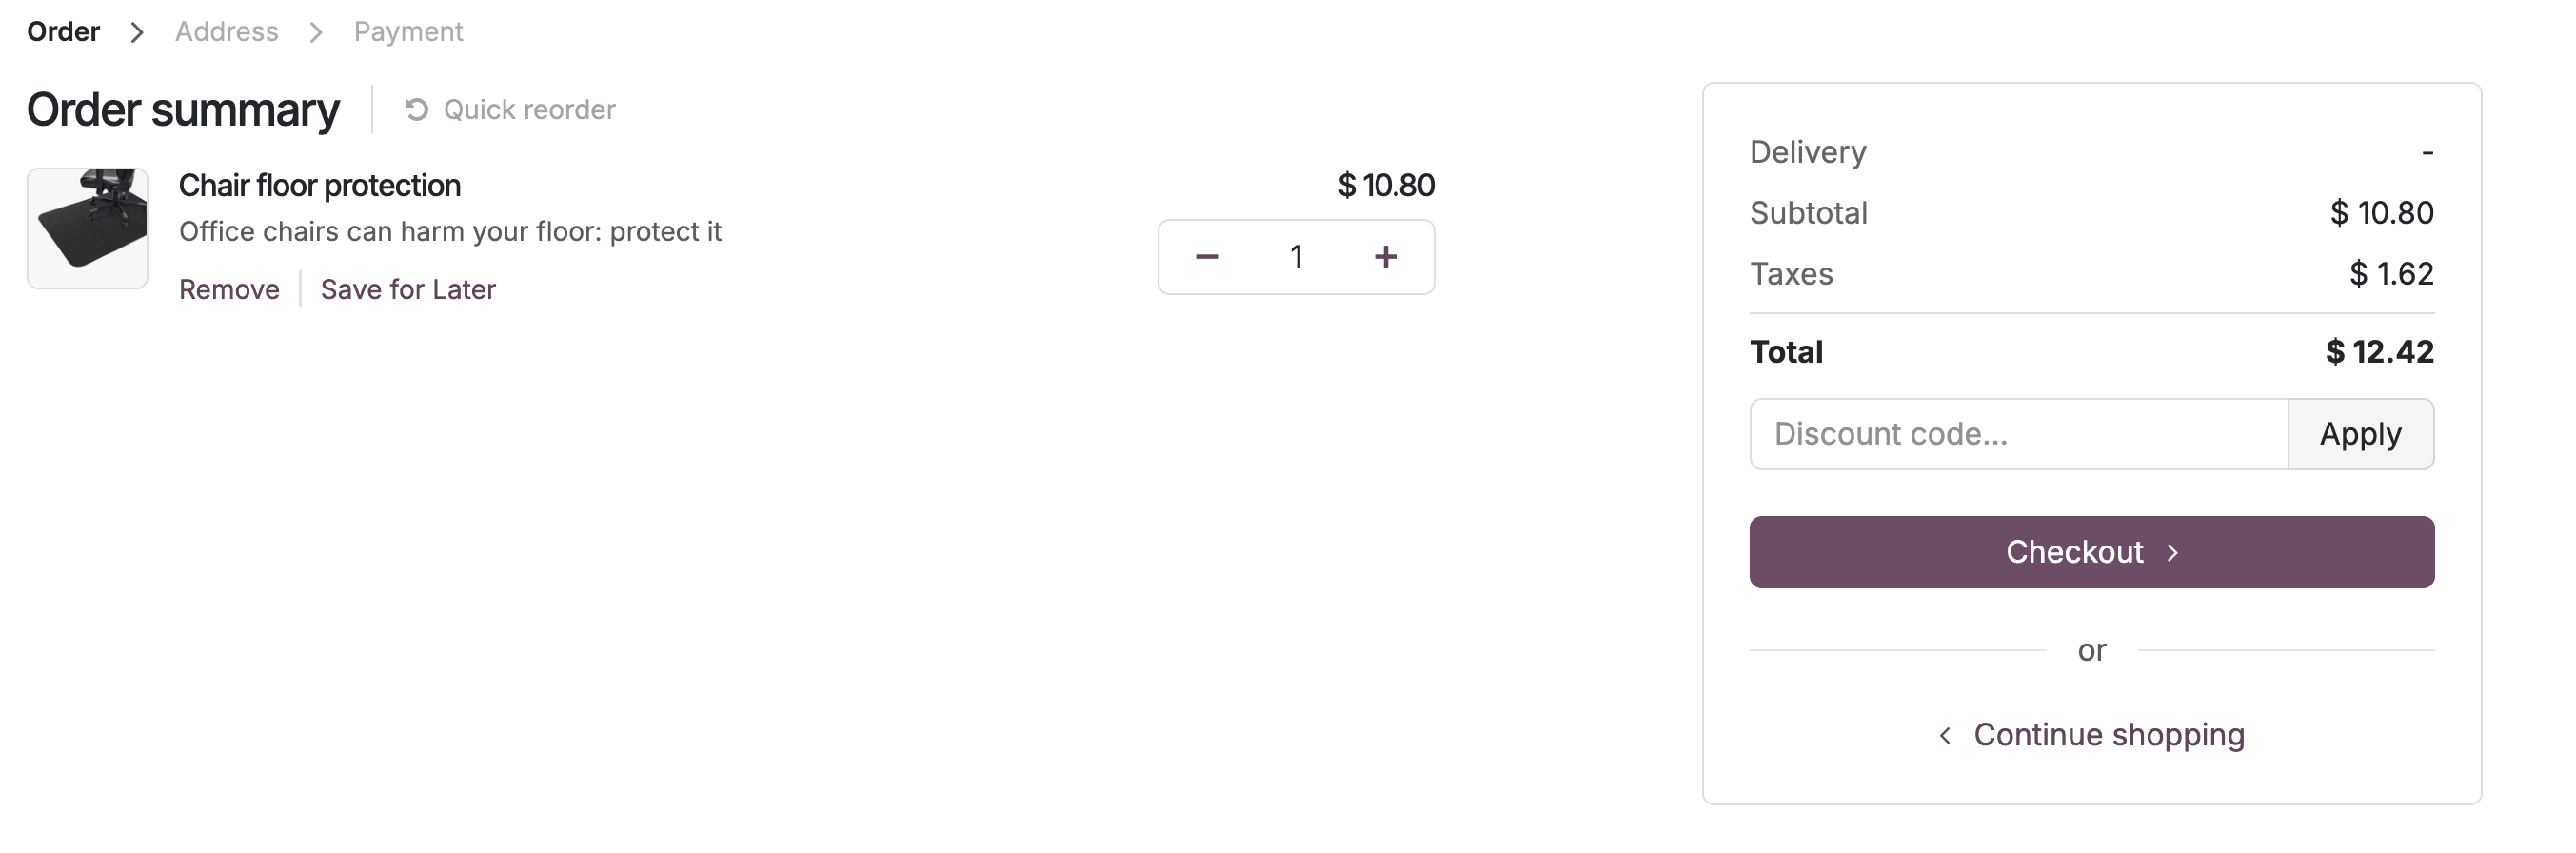 Order > Address > Payment
Order summary
Quick reorder
Chair floor protection
Office chairs can harm your floor: protect it
Remove
Save for Later
$ 10.80
1
Delivery -
Subtotal $ 10.80
Taxes $ 1.62
Total $ 12.42
Discount code...
Apply
Checkout >
or
< Continue shopping